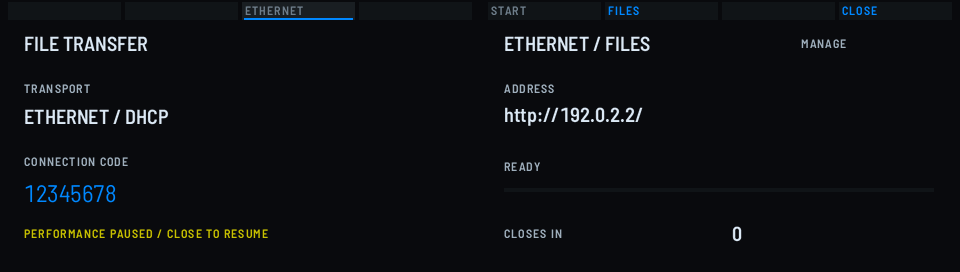 ETHERNET
START FILES CLOSE
FILE TRANSFER
TRANSPORT
ETHERNET / DHCP
CONNECTION CODE
12345678
PERFORMANCE PAUSED / CLOSE TO RESUME
ETHERNET / FILES
MANAGE
ADDRESS
http://192.0.2.2/
READY
CLOSES IN 0